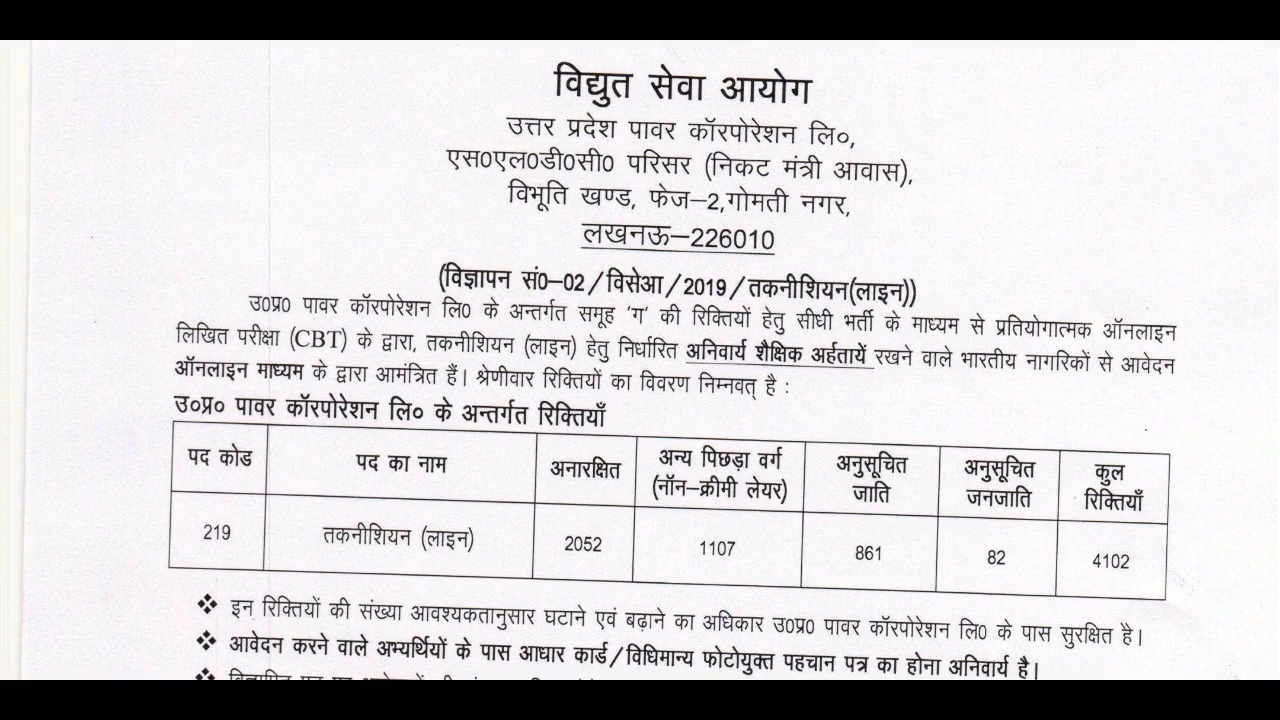 विद्युत सेवा आयोग
उत्तर प्रदेश पावर कॉरपोरेशन लि०,
एस0एल0डी0सी0 परिसर (निकट मंत्री आवास),
विभूति खण्ड, फेज–2,गोमती नगर,
लखनऊ–226010
(विज्ञापन सं0–02/विसेआ/2019/तकनीशियन(लाइन))
उ0प्र0 पावर कॉरपोरेशन लि0 के अन्तर्गत समूह 'ग' की रिक्तियों हेतु सीधी भर्ती के माध्यम से प्रतियोगात्मक ऑनलाइन
लिखित परीक्षा (CBT) के द्वारा, तकनीशियन (लाइन) हेतु निर्धारित अनिवार्य शैक्षिक अर्हतायें रखने वाले भारतीय नागरिकों से आवेदन
ऑनलाइन माध्यम के द्वारा आमंत्रित हैं। श्रेणीवार रिक्तियों का विवरण निम्नवत् है :
उ०प्र० पावर कॉरपोरेशन लि० के अन्तर्गत रिक्तियाँ
पद कोड पद का नाम अनारक्षित अन्य पिछड़ा वर्ग (नॉन–क्रीमी लेयर) अनुसूचित जाति अनुसूचित जनजाति कुल रिक्तियाँ
219 तकनीशियन (लाइन) 2052 1107 861 82 4102
❖ इन रिक्तियों की संख्या आवश्यकतानुसार घटाने एवं बढ़ाने का अधिकार उ0प्र0 पावर कॉरपोरेशन लि0 के पास सुरक्षित है।
❖ आवेदन करने वाले अभ्यर्थियों के पास आधार कार्ड/विधिमान्य फोटोयुक्त पहचान पत्र का होना अनिवार्य है।